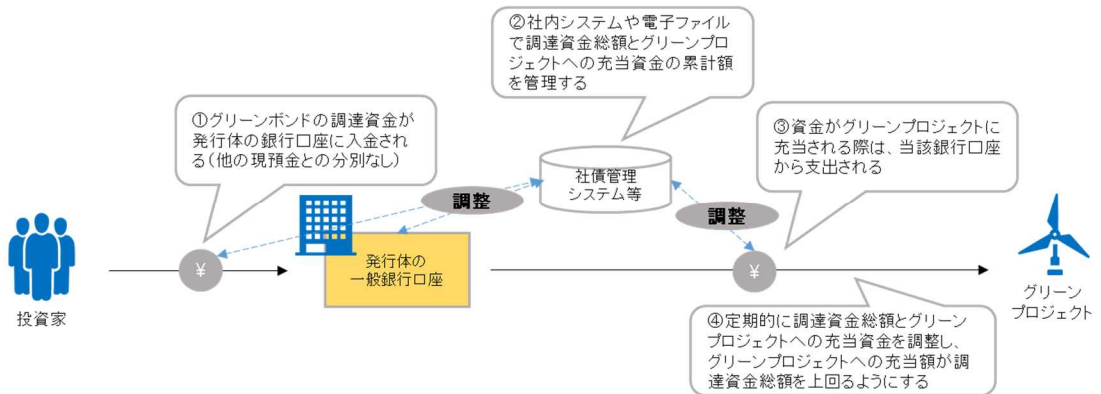 ②社内システムや電子ファイル
で調達資金総額とグリーンプロ
ジェクトへの充当資金の累計額
を管理する
①グリーンボンドの調達資金が
発行体の銀行口座に入金され
る(他の現預金との分別なし)
③資金がグリーンプロジェクトに
充当される際は、当該銀行口座
から支出される
社債管理
システム等
調整
調整
発行体の
一般銀行口座
¥
¥
投資家
グリーン
プロジェクト
④定期的に調達資金総額とグリーン
プロジェクトへの充当資金を調整し、
グリーンプロジェクトへの充当額が調
達資金総額を上回るようにする